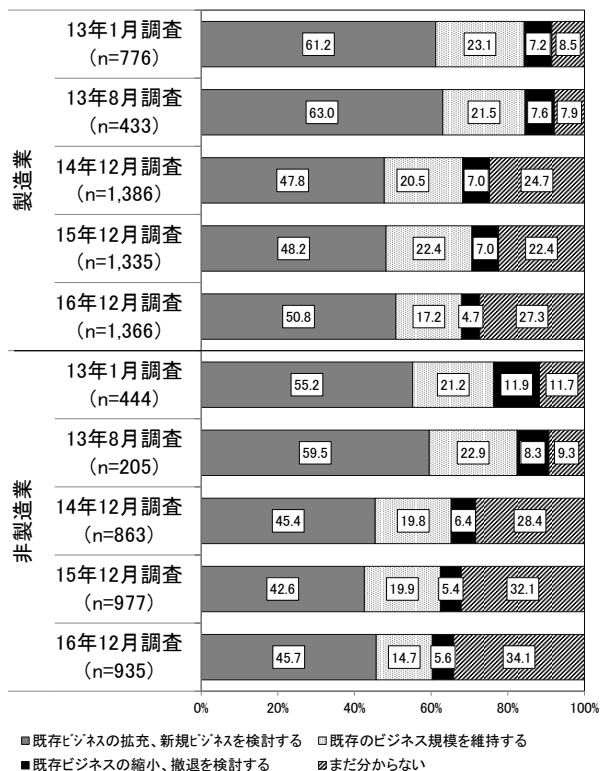 製造業
13年1月調査
(n=776)
61.2 23.1 7.2 8.5
13年8月調査
(n=433)
63.0 21.5 7.6 7.9
14年12月調査
(n=1,386)
47.8 20.5 7.0 24.7
15年12月調査
(n=1,335)
48.2 22.4 7.0 22.4
16年12月調査
(n=1,366)
50.8 17.2 4.7 27.3
非製造業
13年1月調査
(n=444)
55.2 21.2 11.9 11.7
13年8月調査
(n=205)
59.5 22.9 8.3 9.3
14年12月調査
(n=863)
45.4 19.8 6.4 28.4
15年12月調査
(n=977)
42.6 19.9 5.4 32.1
16年12月調査
(n=935)
45.7 14.7 5.6 34.1
0% 20% 40% 60% 80% 100%
既存ﾋﾞｼﾞﾈｽの拡充、新規ﾋﾞｼﾞﾈｽを検討する 既存のビジネス規模を維持する
既存ビジネスの縮小、撤退を検討する まだ分からない